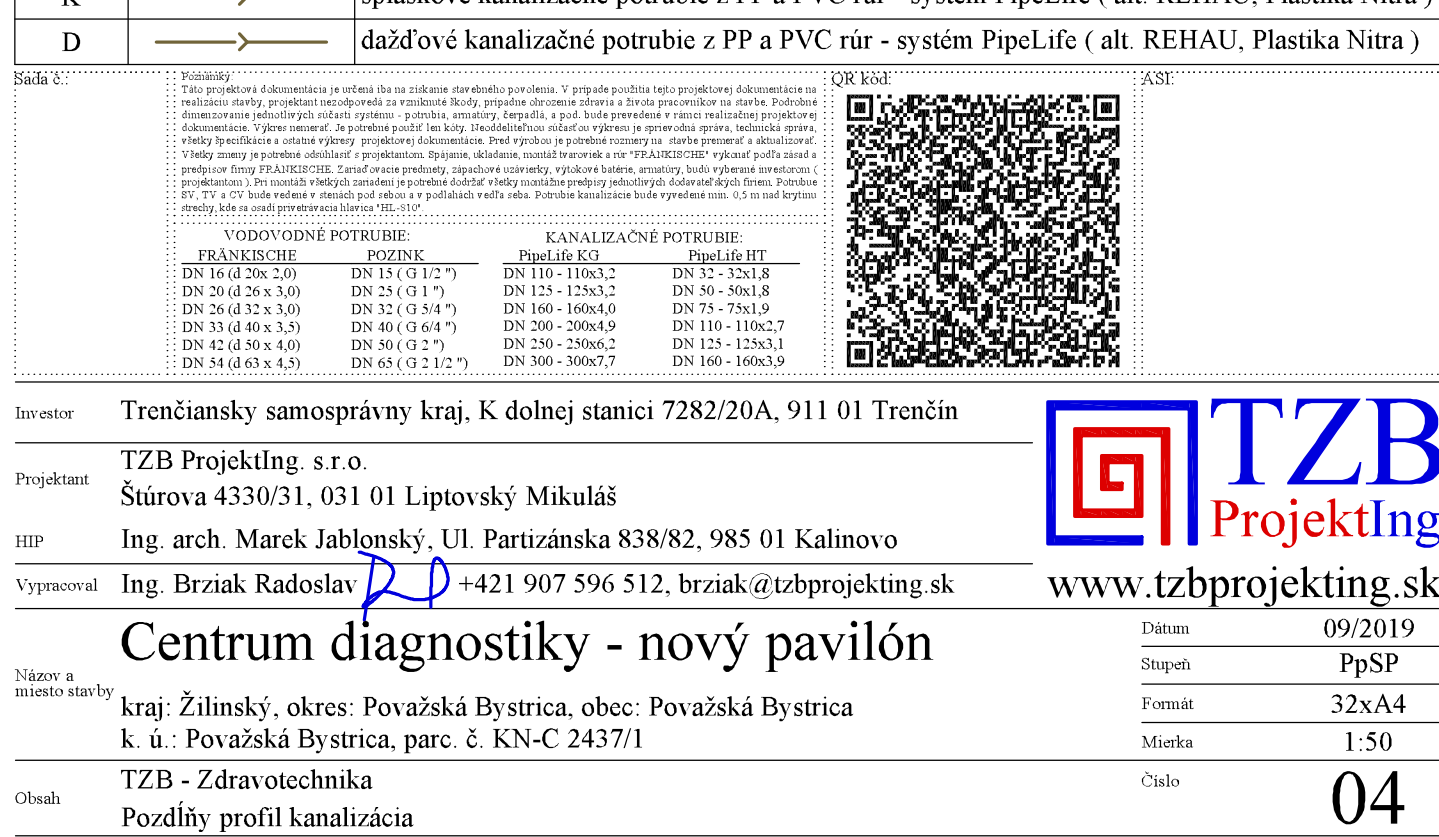 splaškové kanalizačné potrubie z PP a PVC rúr - systém PipeLife ( alt. REHAU, Plastika Nitra )
D
dažďové kanalizačné potrubie z PP a PVC rúr - systém PipeLife ( alt. REHAU, Plastika Nitra )
Sada č.:
Poznámky:
Táto projektová dokumentácia je určená iba na získanie stavebného povolenia. V prípade použitia tejto projektovej dokumentácie na
realizáciu stavby, projektant nezodpovedá za vzniknuté škody, prípadne ohrozenie zdravia a života pracovníkov na stavbe. Podrobné
dimenzovanie jednotlivých súčastí systému - potrubia, armatúry, čerpadlá, a pod. bude prevedené v rámci realizačnej projektovej
dokumentácie. Výkres nemerať. Je potrebné použiť len kóty. Neoddeliteľnou súčasťou výkresu je sprievodná správa, technická správa,
všetky špecifikácie a ostatné výkresy projektovej dokumentácie. Pred výrobou je potrebné rozmery na stavbe premerať a aktualizovať.
Všetky zmeny je potrebné odsúhlasiť s projektantom. Spájanie, ukladanie, montáž tvaroviek a rúr "FRÄNKISCHE" vykonať podľa zásad a
predpisov firmy FRÄNKISCHE. Zariaďovacie predmety, zápachové uzávierky, výtokové batérie, armatúry, budú vyberané investorom (
projektantom ). Pri montáži všetkých zariadení je potrebné dodržať všetky montážne predpisy jednotlivých dodavateľských firiem. Potrubie
SV, TV a CV bude vedené v stenách pod sebou a v podlahách vedľa seba. Potrubie kanalizácie bude vyvedené min. 0,5 m nad krytinu
strechy, kde sa osadí privetrávacia hlavica "HL-810".
VODOVODNÉ POTRUBIE:
FRÄNKISCHE POZINK
DN 16 (d 20x 2,0) DN 15 ( G 1/2 ")
DN 20 (d 26 x 3,0) DN 25 ( G 1 ")
DN 26 (d 32 x 3,0) DN 32 ( G 5/4 ")
DN 33 (d 40 x 3,5) DN 40 ( G 6/4 ")
DN 42 (d 50 x 4,0) DN 50 ( G 2 ")
DN 54 (d 63 x 4,5) DN 65 ( G 2 1/2 ")
KANALIZAČNÉ POTRUBIE:
PipeLife KG PipeLife HT
DN 110 - 110x3,2 DN 32 - 32x1,8
DN 125 - 125x3,2 DN 50 - 50x1,8
DN 160 - 160x4,0 DN 75 - 75x1,9
DN 200 - 200x4,9 DN 110 - 110x2,7
DN 250 - 250x6,2 DN 125 - 125x3,1
DN 300 - 300x7,7 DN 160 - 160x3,9
QR kód:
ASI:
Investor Trenčiansky samosprávny kraj, K dolnej stanici 7282/20A, 911 01 Trenčín
Projektant TZB ProjektIng. s.r.o.
Štúrova 4330/31, 031 01 Liptovský Mikuláš
HIP Ing. arch. Marek Jablonský, Ul. Partizánska 838/82, 985 01 Kalinovo
Vypracoval Ing. Brziak Radoslav +421 907 596 512, brziak@tzbprojekting.sk
TZB
ProjektIng
www.tzbprojekting.sk
Názov a
miesto stavby
Centrum diagnostiky - nový pavilón
kraj: Žilinský, okres: Považská Bystrica, obec: Považská Bystrica
k. ú.: Považská Bystrica, parc. č. KN-C 2437/1
Dátum 09/2019
Stupeň PpSP
Formát 32xA4
Mierka 1:50
Obsah TZB - Zdravotechnika
Pozdĺňy profil kanalizácia
Číslo 04